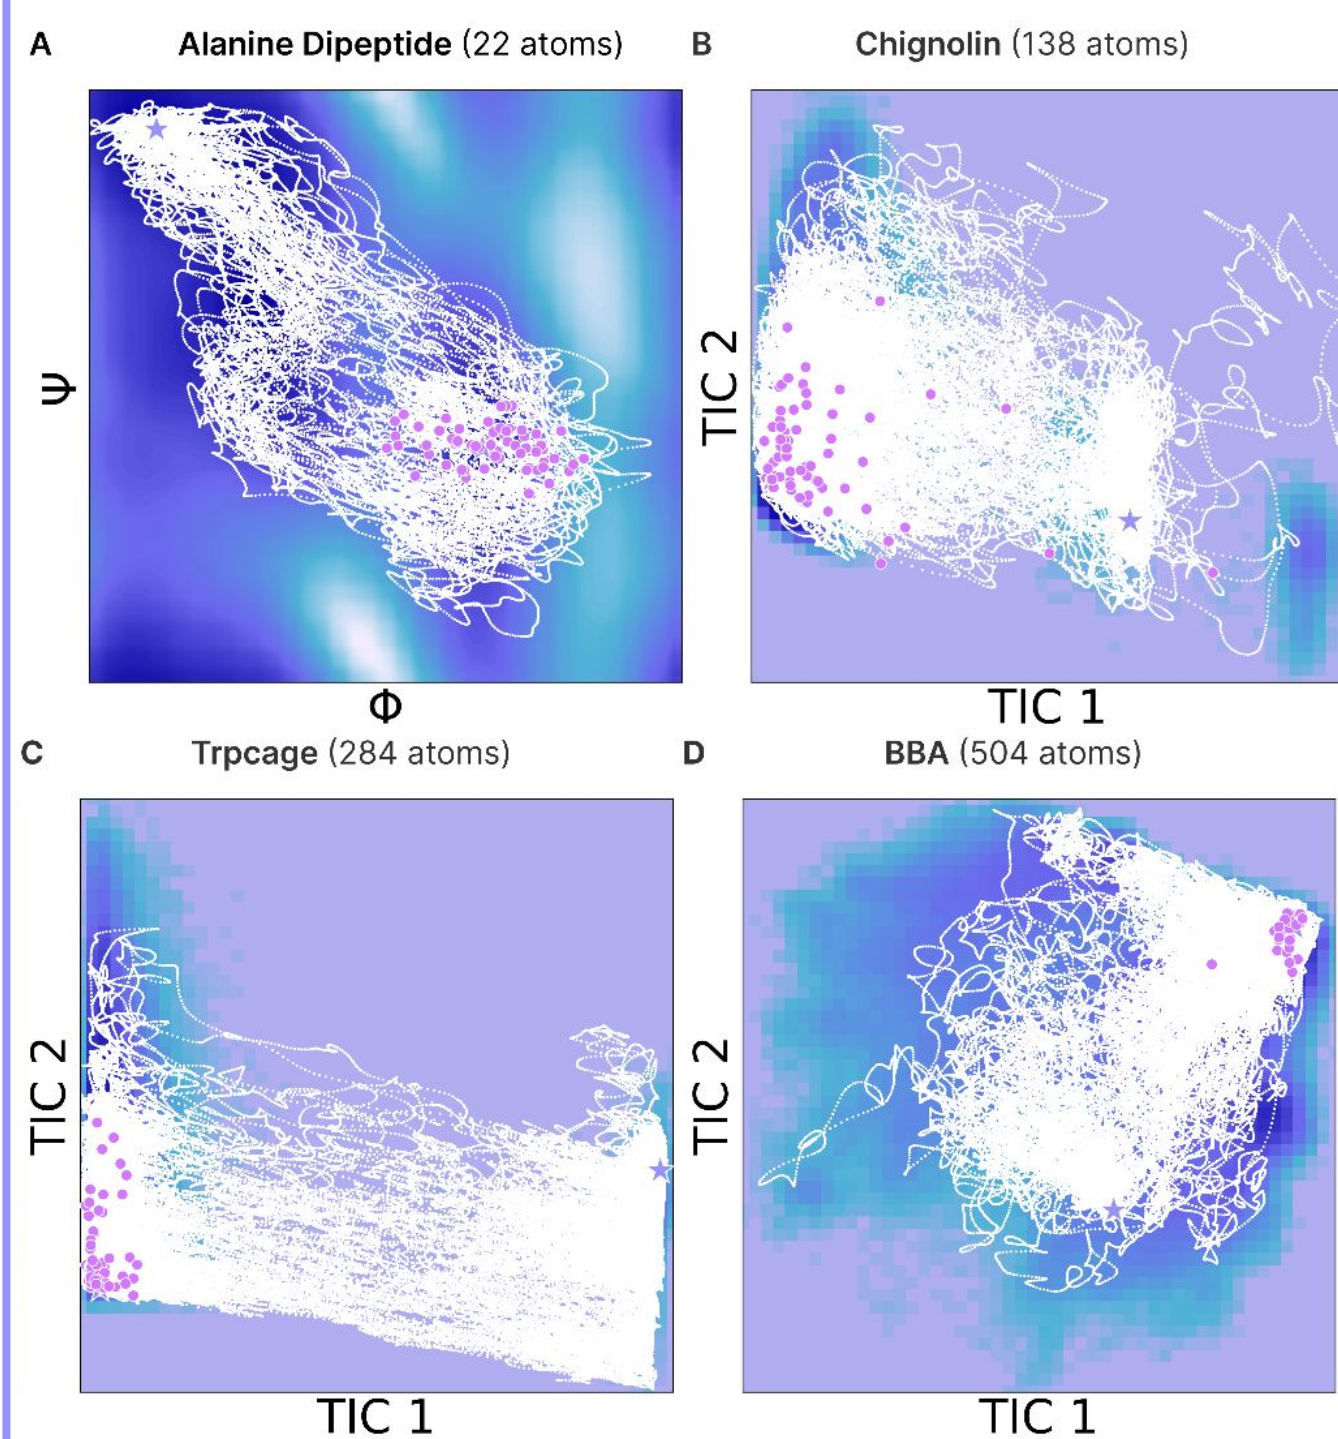 A Alanine Dipeptide (22 atoms)
B Chignolin (138 atoms)
Ψ
Φ
TIC 2
TIC 1
C Trpcage (284 atoms)
D BBA (504 atoms)
TIC 2
TIC 1
TIC 2
TIC 1